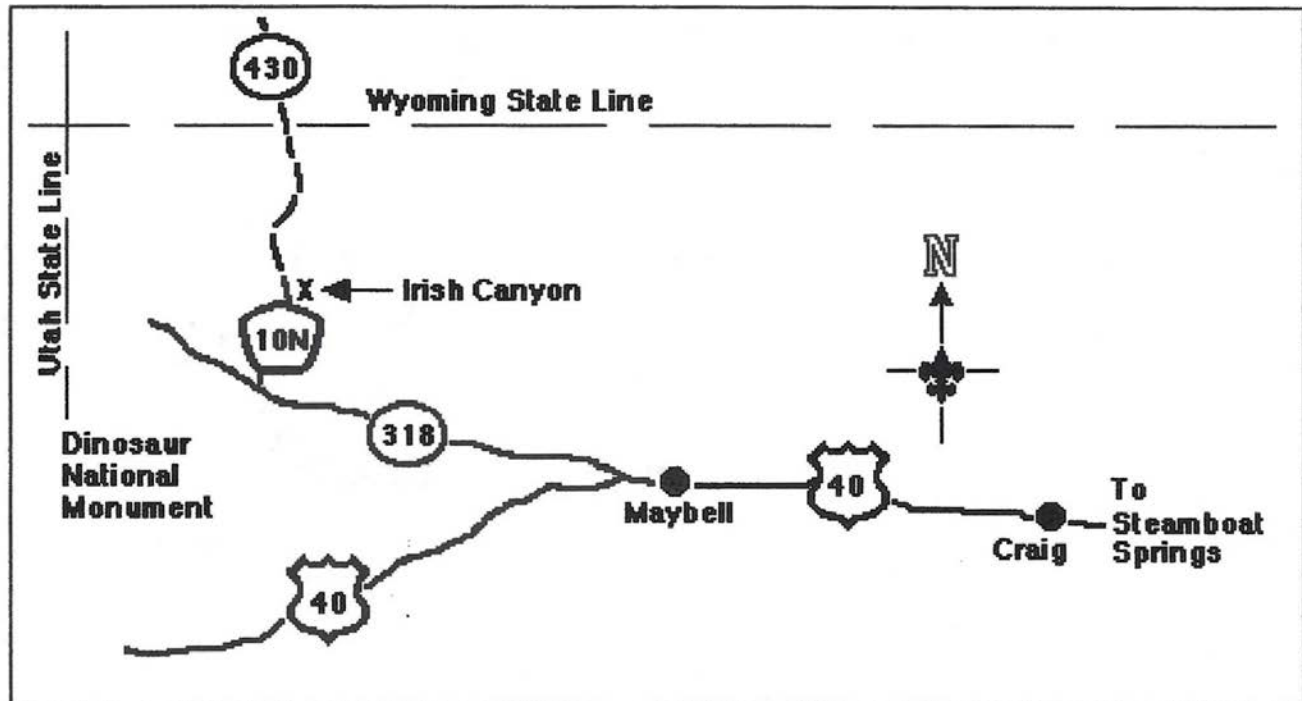 430
Wyoming State Line
Utah State Line
N
X
Irish Canyon
10N
318
Dinosaur
National
Monument
Maybell
40
Craig
To
Steamboat
Springs
40